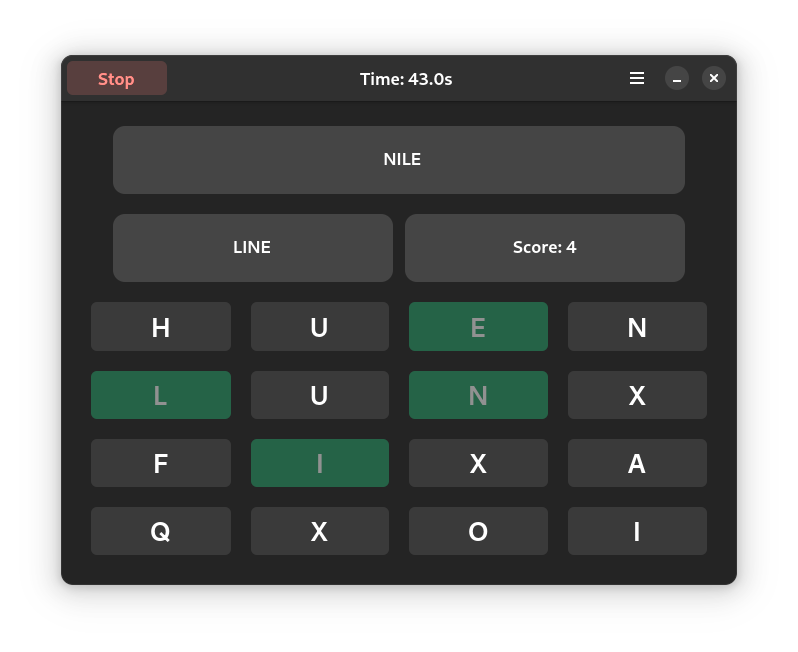 Stop Time: 43.0s
NILE
LINE Score: 4
H U E N
L U N X
F I X A
Q X O I